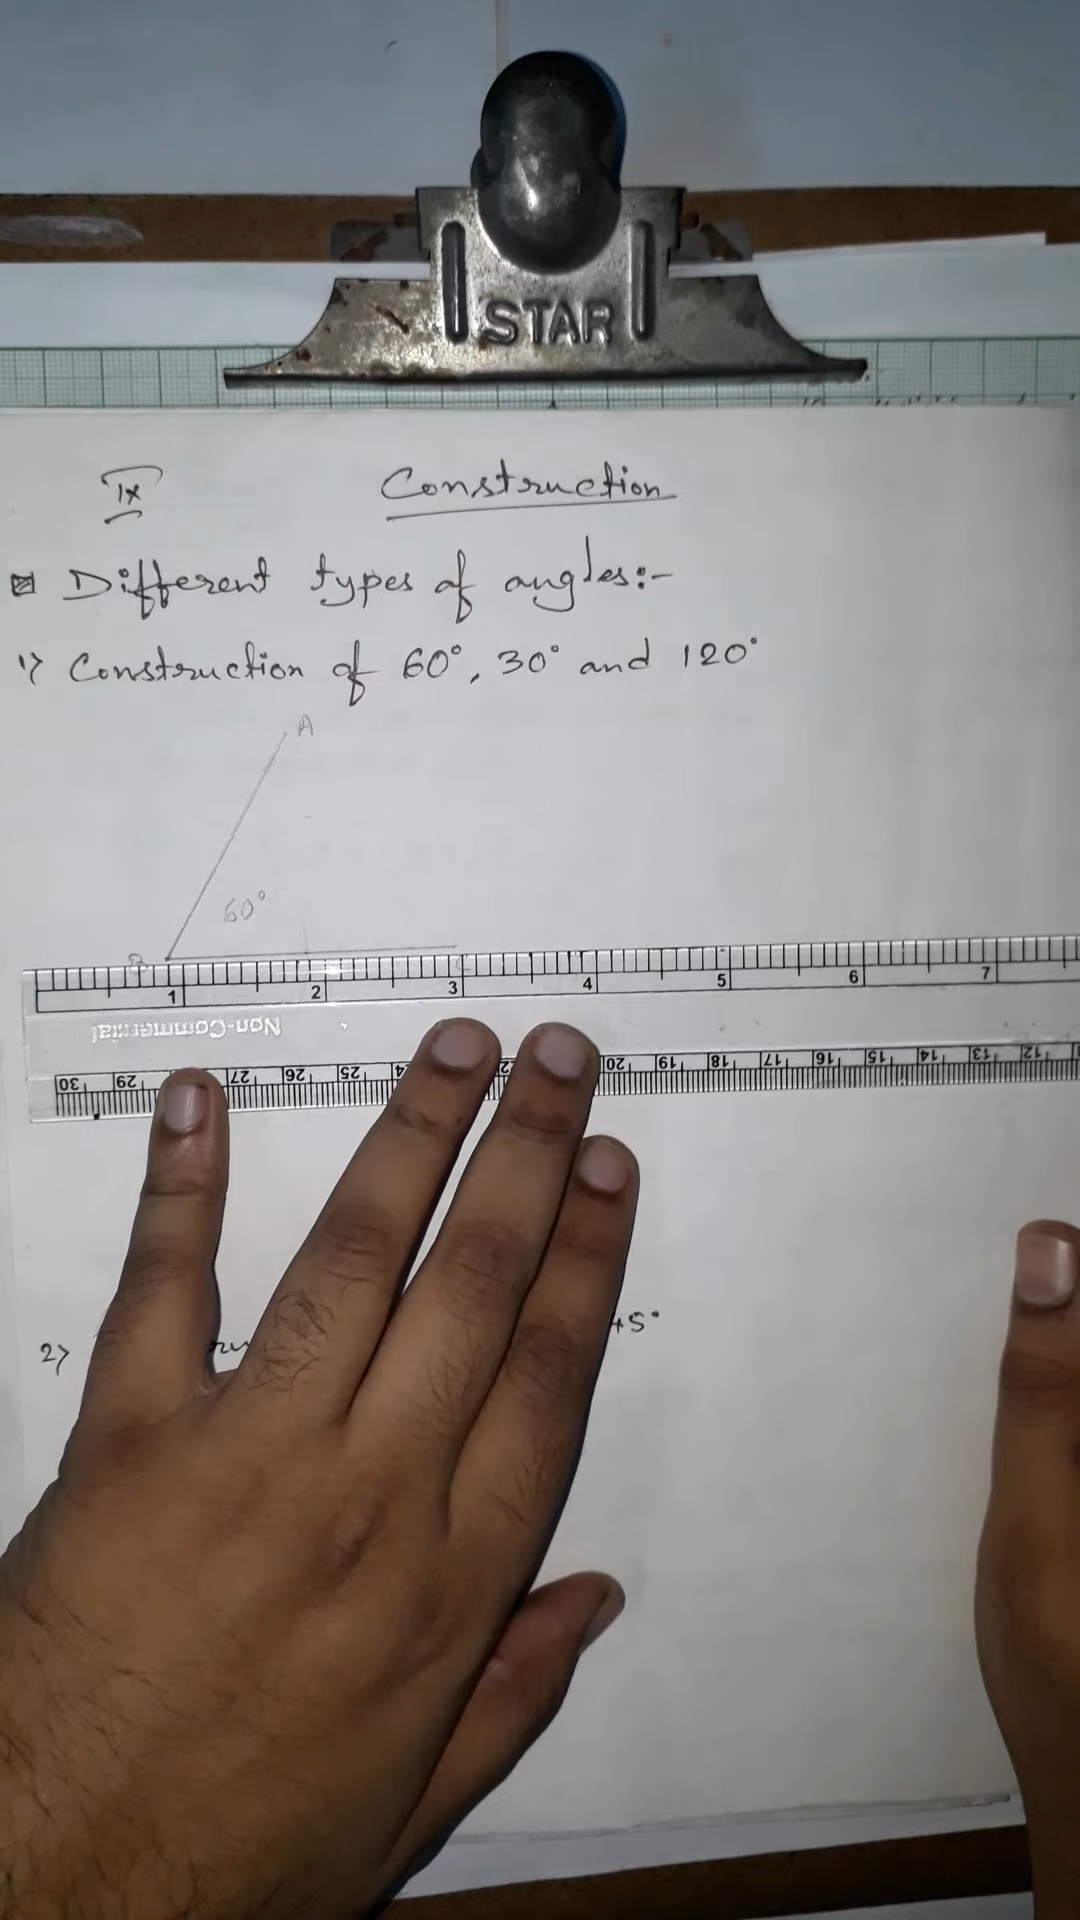 STAR
IX
Construction
Different types of angles:-
1) Construction of 60°, 30° and 120°
A
60°
B
1 2 3 4 5 6 7
Non-Commercial
30 29 27 26 25 20 19 18 17 16 15 14 13 12
2) 45°